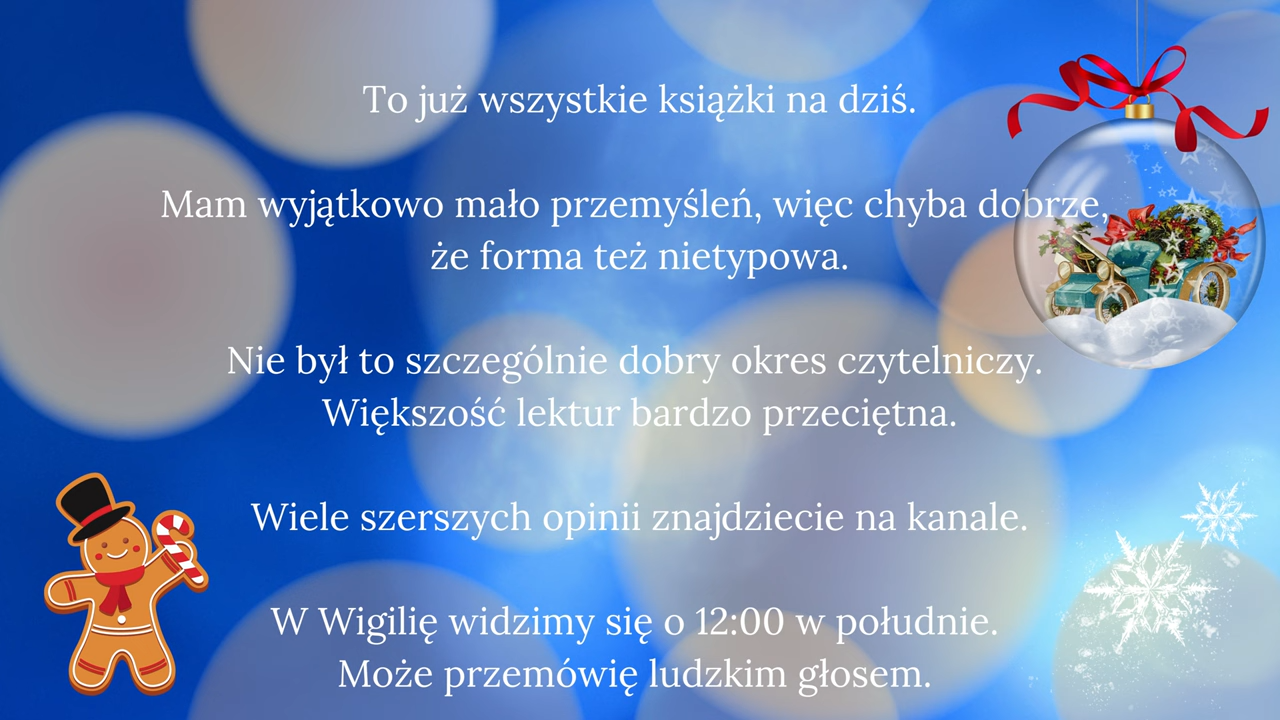 To już wszystkie książki na dziś.
Mam wyjątkowo mało przemyśleń, więc chyba dobrze,
że forma też nietypowa.
Nie był to szczególnie dobry okres czytelniczy.
Większość lektur bardzo przeciętna.
Wiele szerszych opinii znajdziecie na kanale.
W Wigilię widzimy się o 12:00 w południe.
Może przemówię ludzkim głosem.